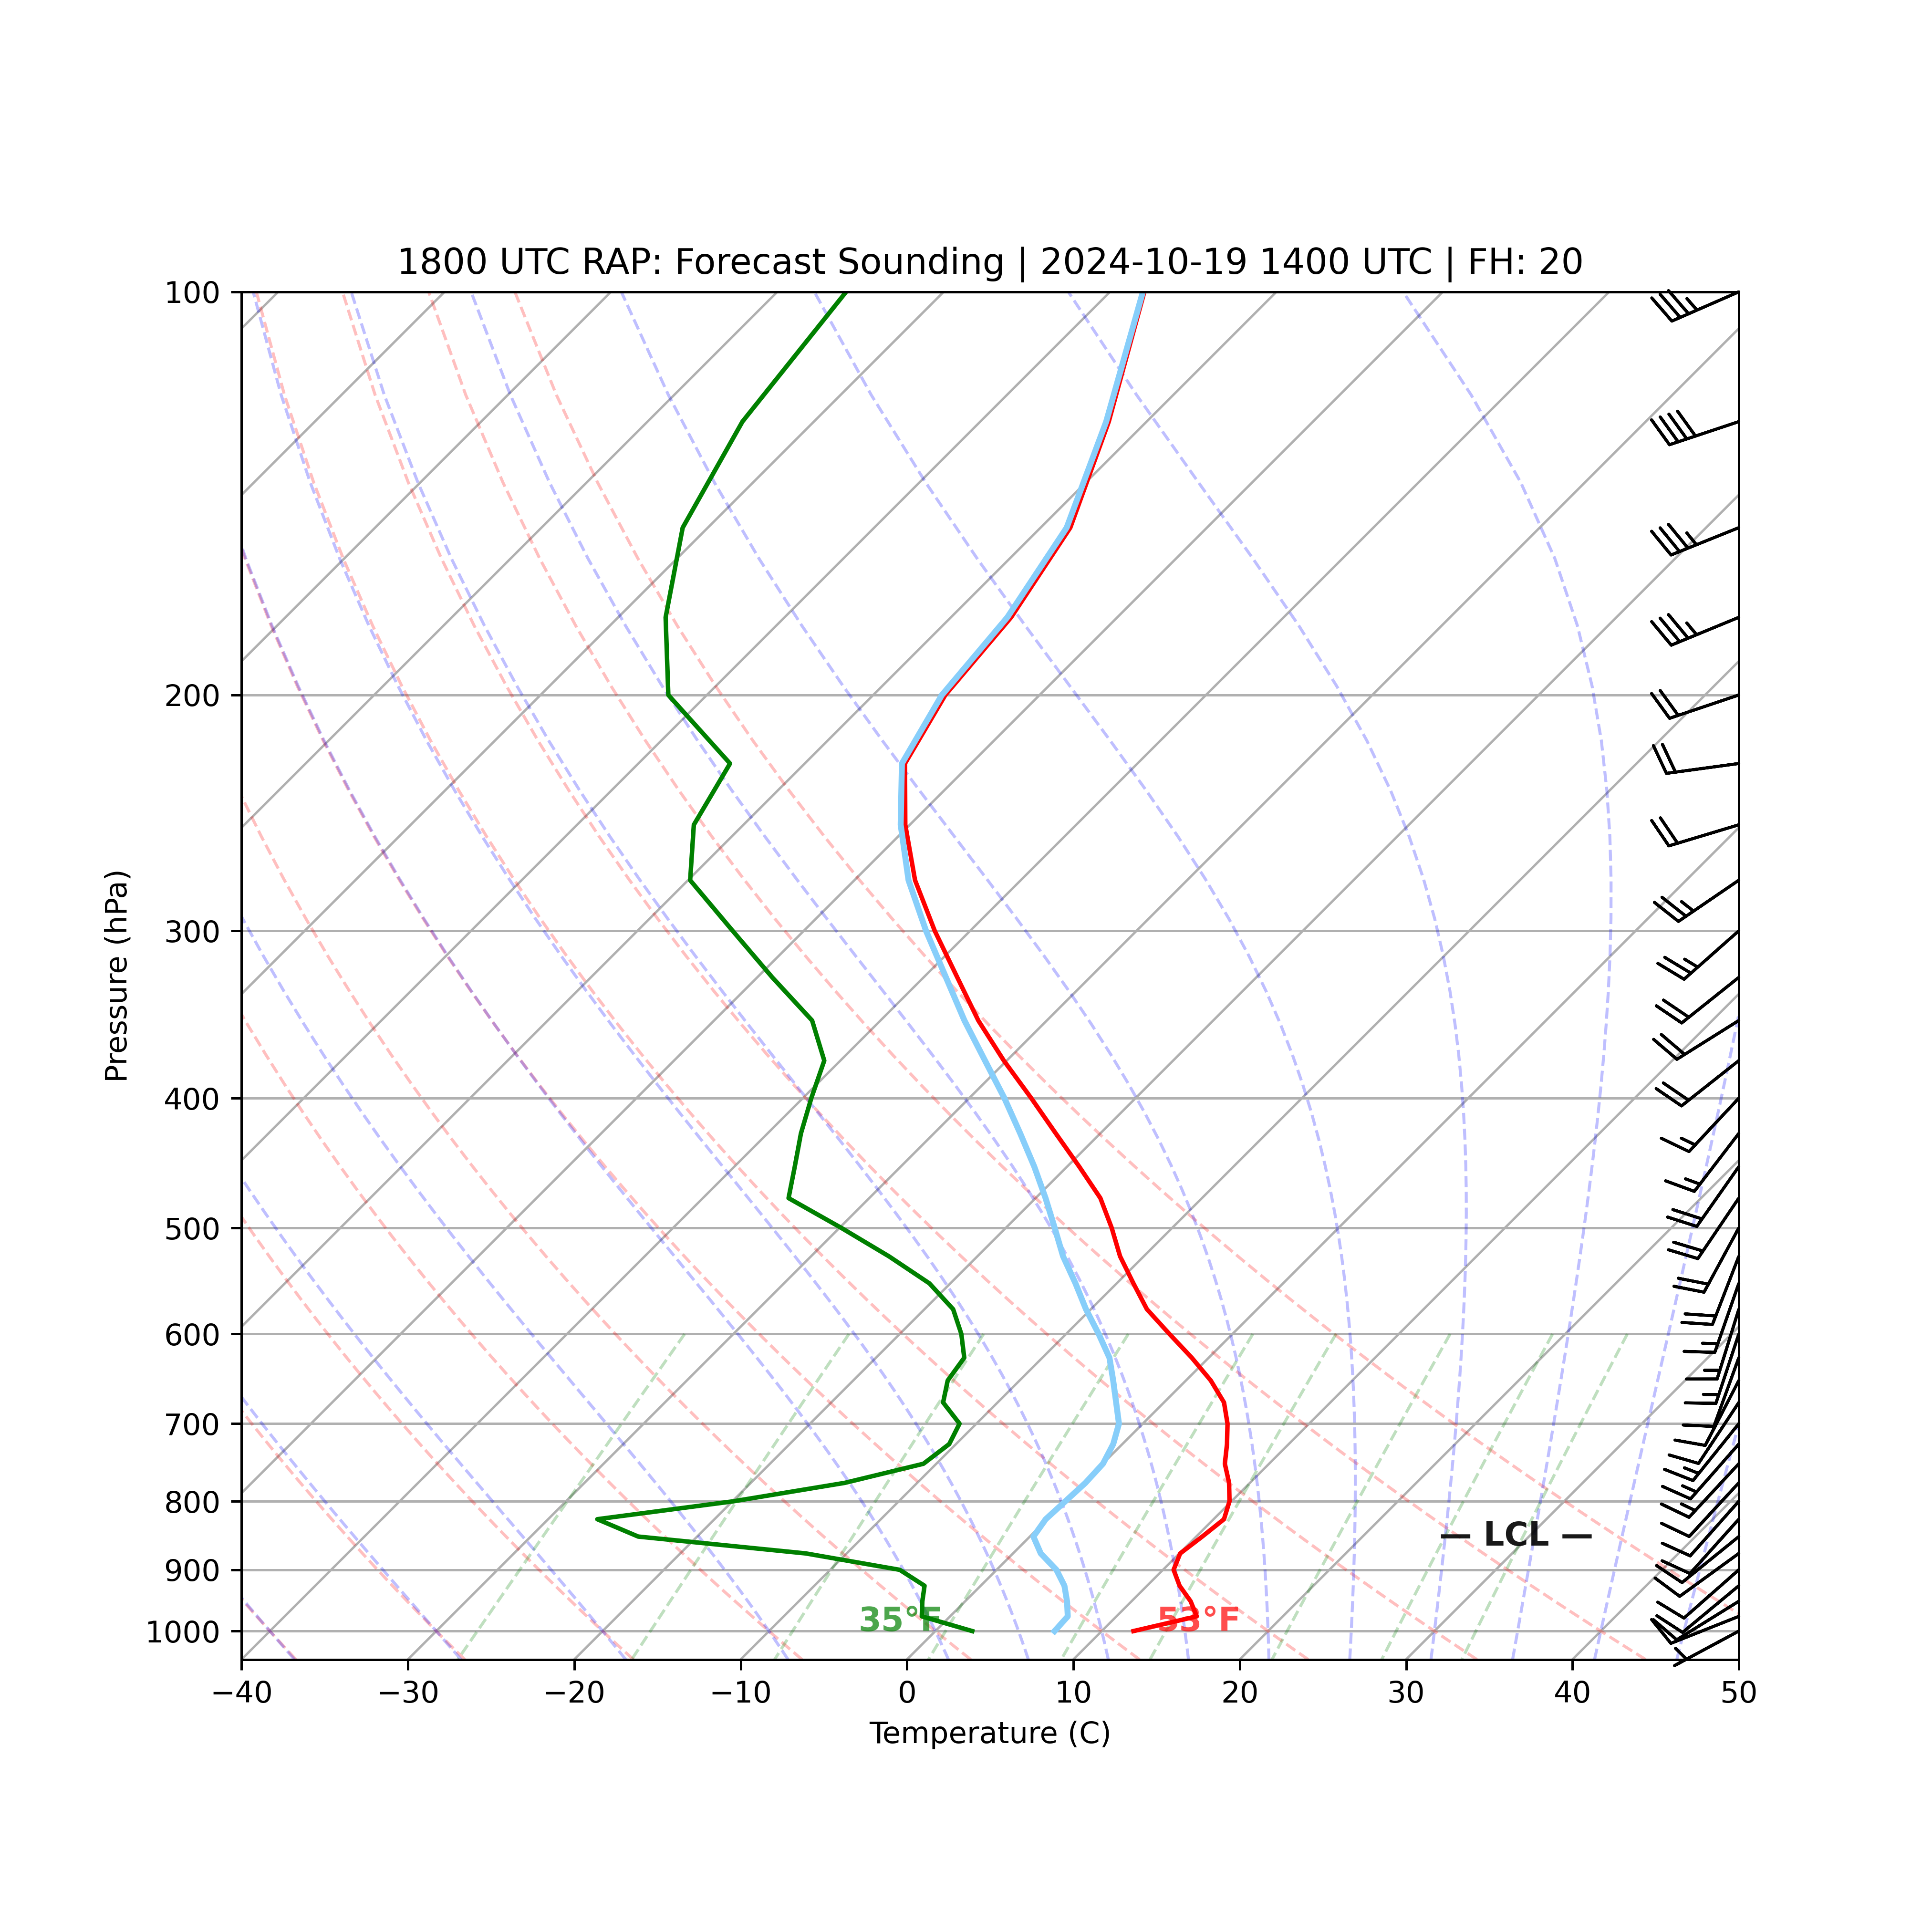 1800 UTC RAP: Forecast Sounding | 2024-10-19 1400 UTC | FH: 20
100
200
300
400
500
600
700
800
900
1000
Pressure (hPa)
— LCL —
35°F
53°F
−40 −30 −20 −10 0 10 20 30 40 50
Temperature (C)